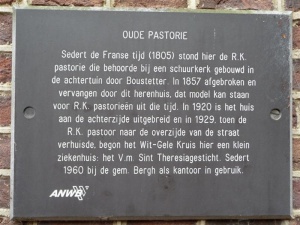 OUDE PASTORIE
Sedert de Franse tijd (1805) stond hier de R.K.
pastorie die behoorde bij een schuurkerk gebouwd in
de achtertuin door Boustetter. In 1857 afgebroken en
vervangen door dit herenhuis, dat model kan staan
voor R.K. pastorieën uit die tijd. In 1920 is het huis
aan de achterzijde uitgebreid en in 1929, toen de
R.K. pastoor naar de overzijde van de straat
verhuisde, begon het Wit-Gele Kruis hier een klein
ziekenhuis: het V.m. Sint Theresiagesticht. Sedert
1960 bij de gem. Bergh als kantoor in gebruik.
ANWB